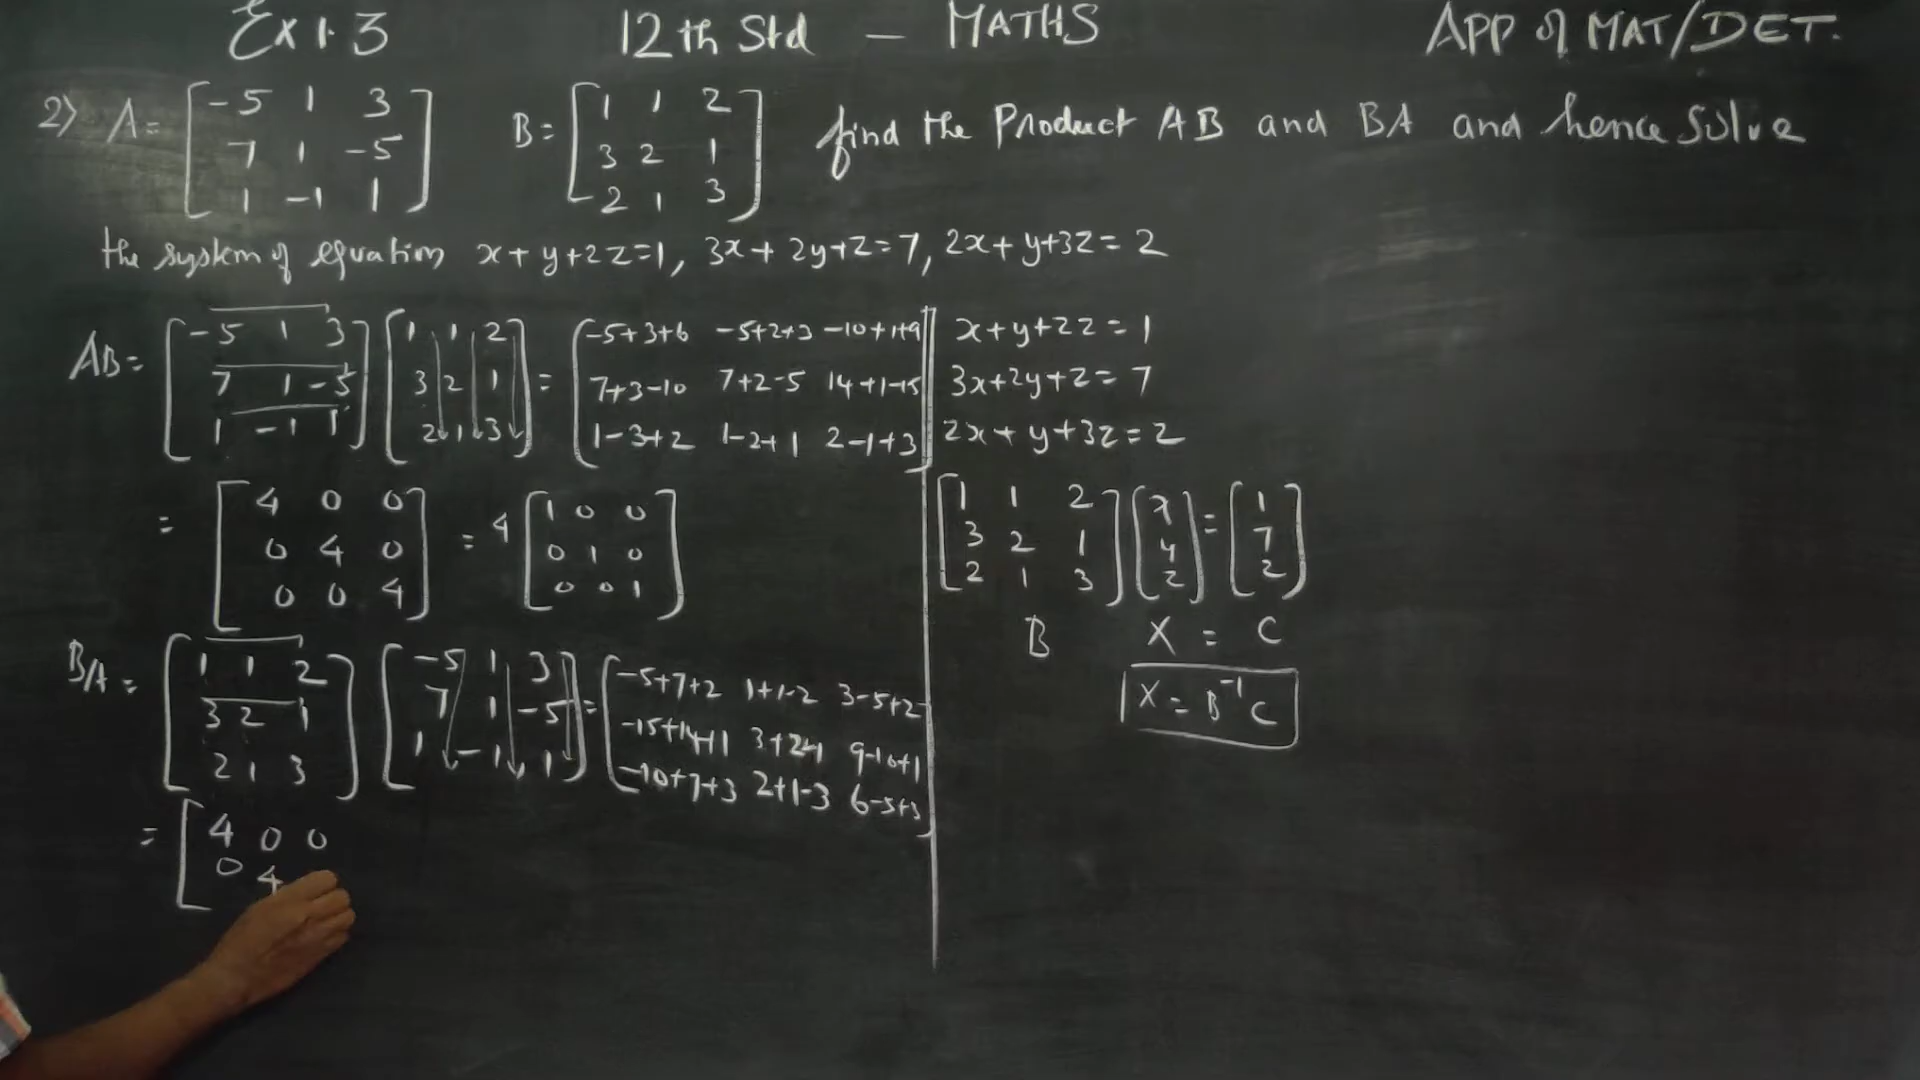 Ex 1.3 12th Std – MATHS APP of MAT/DET.
2) A = [-5 1 3 B = [1 1 2] find the Product AB and BA and hence Solve
7 1 -5 3 2 1
1 -1 1] 2 1 3]
the system of equation x+y+2z=1, 3x+2y+z=7, 2x+y+3z=2
AB = [-5 1 3] [1 1 2] = [-5+3+6 -5+2+3 -10+1+9]
7 1 -5 3 2 1 7+3-10 7+2-5 14+1-15
1 -1 1 2 1 3 1-3+2 1-2+1 2-1+3
= [4 0 0] = 4 [1 0 0]
0 4 0 0 1 0
0 0 4 0 0 1
BA = [1 1 2] [-5 1 3] = [-5+7+2 1+1-2 3-5+2
3 2 1 7 1 -5 -15+14+1 3+2-1 9-10+1
2 1 3 1 -1 1 -10+7+3 2+1-3 6-5+3
= [4 0 0
0 4
x+y+2z=1
3x+2y+z=7
2x+y+3z=2
[1 1 2] [x] = [1]
3 2 1 y 7
2 1 3 z 2
B X = C
X = B⁻¹C